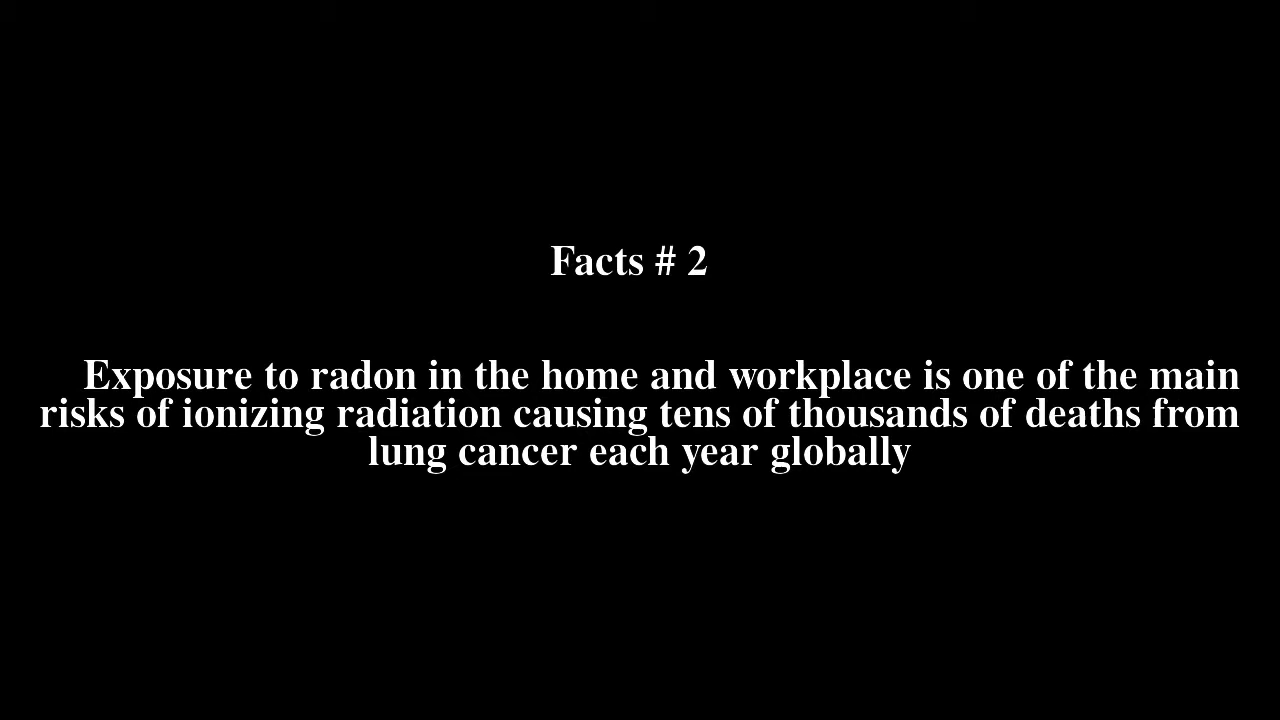 Facts # 2
Exposure to radon in the home and workplace is one of the main
risks of ionizing radiation causing tens of thousands of deaths from
lung cancer each year globally